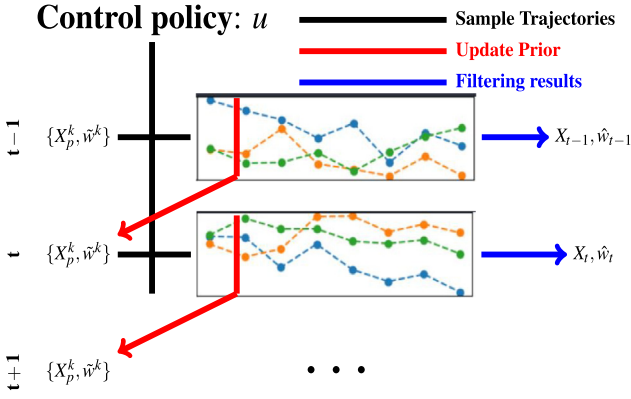 Control policy: u
Sample Trajectories
Update Prior
Filtering results
t−1
{X_p^k, w̃^k}
X_{t−1}, ŵ_{t−1}
t
{X_p^k, w̃^k}
X_t, ŵ_t
t+1
{X_p^k, w̃^k}
• • •